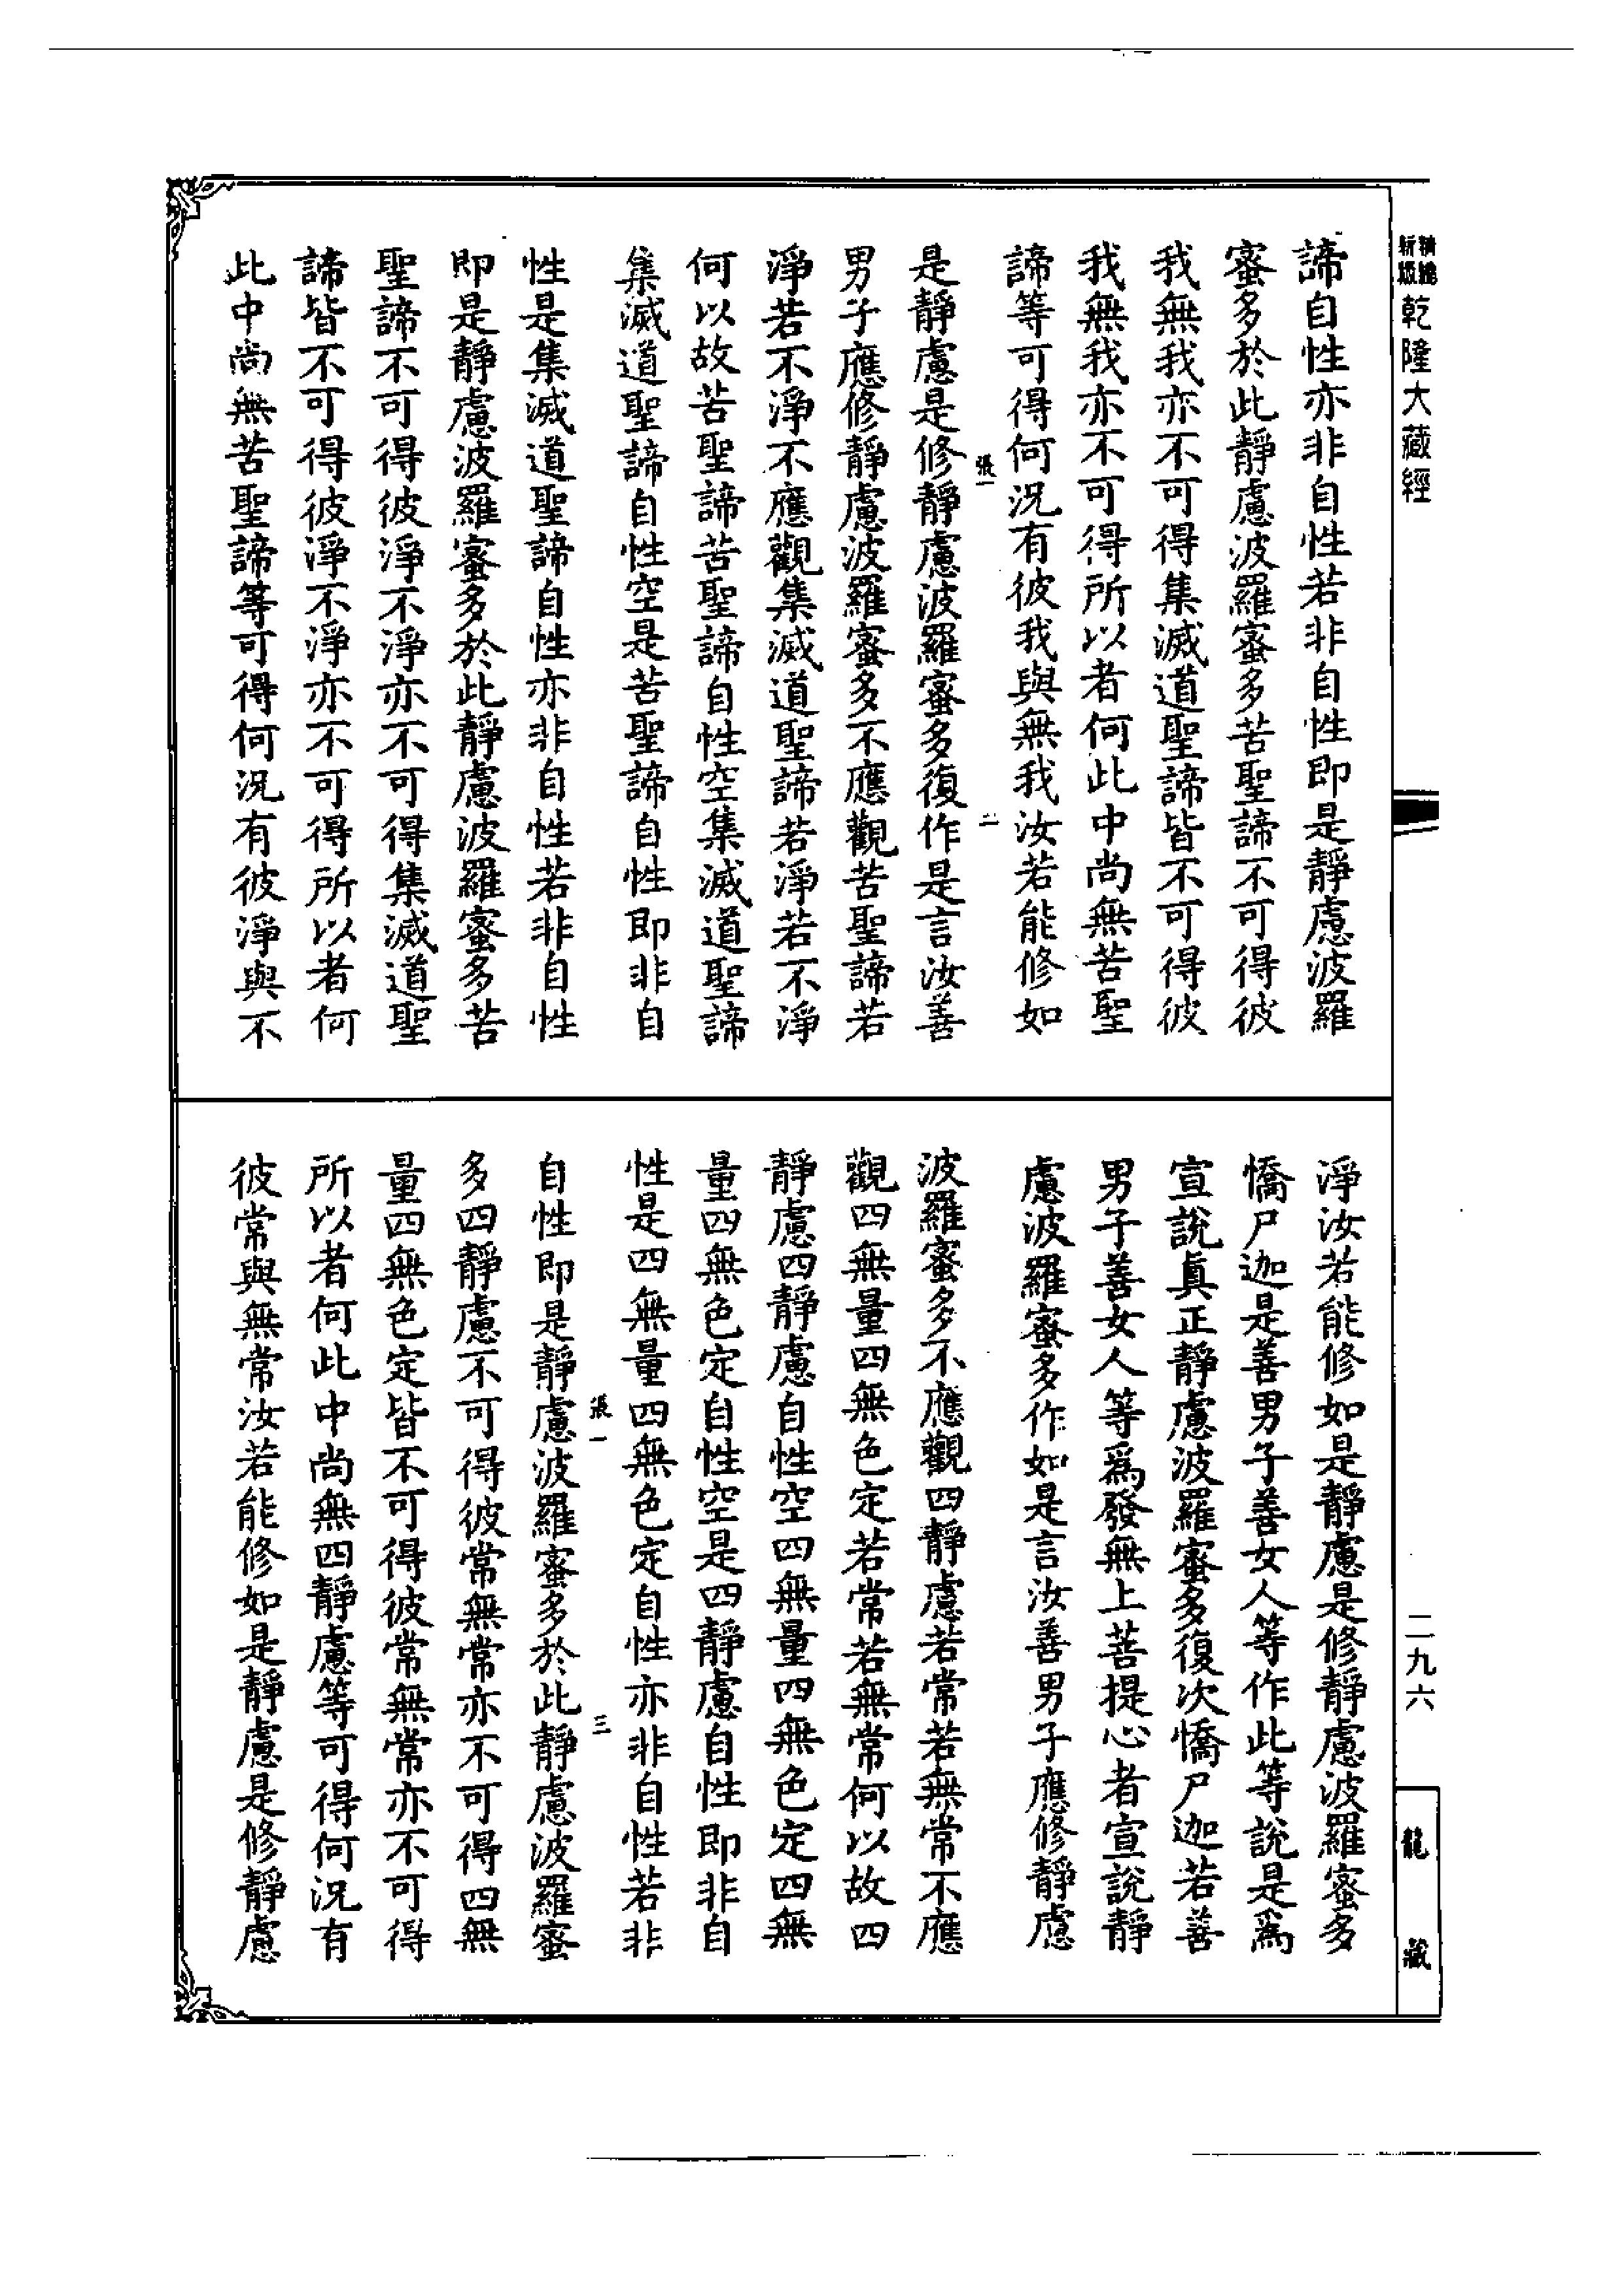 乾隆大藏經
諦自性亦非自性若非自性即是靜慮波羅
蜜多於此靜慮波羅蜜多苦聖諦不可得彼
我無我亦不可得集滅道聖諦皆不可得彼
我無我亦不可得所以者何此中尚無苦聖
諦等可得何況有彼我與無我汝若能修如
張一
二
是靜慮是修靜慮波羅蜜多復作是言汝善
男子應修靜慮波羅蜜多不應觀苦聖諦若
淨若不淨不應觀集滅道聖諦若淨若不淨
何以故苦聖諦苦聖諦自性空集滅道聖諦
集滅道聖諦自性空是苦聖諦自性即非自
性是集滅道聖諦自性亦非自性若非自性
即是靜慮波羅蜜多於此靜慮波羅蜜多苦
聖諦不可得彼淨不淨亦不可得集滅道聖
諦皆不可得彼淨不淨亦不可得所以者何
此中尚無苦聖諦等可得何況有彼淨與不
二九六
龍藏
淨汝若能修如是靜慮是修靜慮波羅蜜多
憍尸迦是善男子善女人等作此等說是爲
宣說真正靜慮波羅蜜多復次憍尸迦若善
男子善女人等爲發無上菩提心者宣說靜
慮波羅蜜多作如是言汝善男子應修靜慮
波羅蜜多不應觀四靜慮若常若無常不應
觀四無量四無色定若常若無常何以故四
靜慮四靜慮自性空四無量四無色定四無
量四無色定自性空是四靜慮自性即非自
性是四無量四無色定自性亦非自性若非
張一
三
自性即是靜慮波羅蜜多於此靜慮波羅蜜
多四靜慮不可得彼常無常亦不可得四無
量四無色定皆不可得彼常無常亦不可得
所以者何此中尚無四靜慮等可得何況有
彼常與無常汝若能修如是靜慮是修靜慮